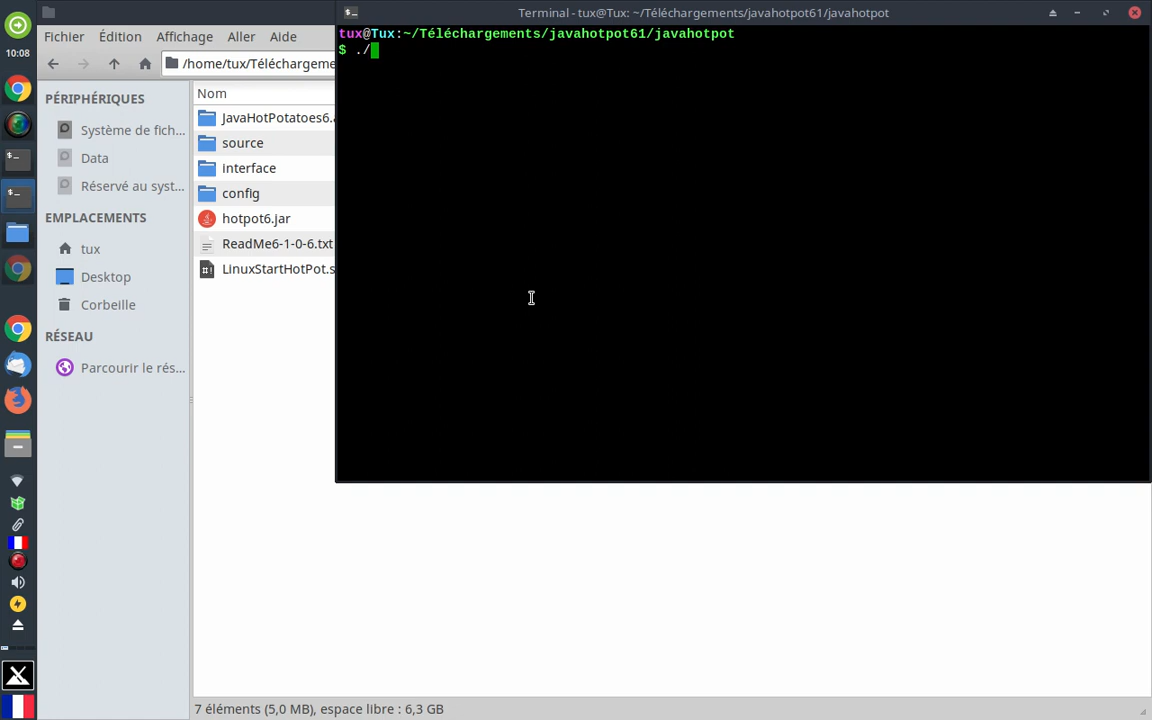 Terminal - tux@Tux: ~/Téléchargements/javahotpot61/javahotpot
tux@Tux:~/Téléchargements/javahotpot61/javahotpot
$ ./
10:08
Fichier Édition Affichage Aller Aide
/home/tux/Téléchargeme
PÉRIPHÉRIQUES
Système de fich...
Data
Réservé au syst...
EMPLACEMENTS
tux
Desktop
Corbeille
RÉSEAU
Parcourir le rés...
Nom
JavaHotPotatoes6.
source
interface
config
hotpot6.jar
ReadMe6-1-0-6.txt
LinuxStartHotPot.s
7 éléments (5,0 MB), espace libre : 6,3 GB